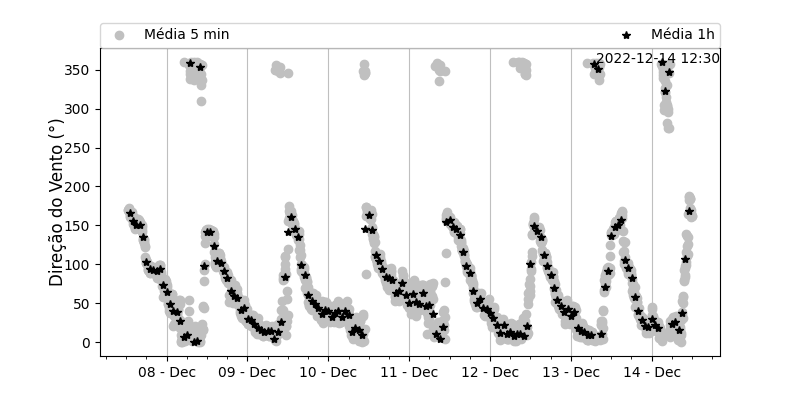 Média 5 min
Média 1h
2022-12-14 12:30
Direção do Vento (°)
350
300
250
200
150
100
50
0
08 - Dec
09 - Dec
10 - Dec
11 - Dec
12 - Dec
13 - Dec
14 - Dec